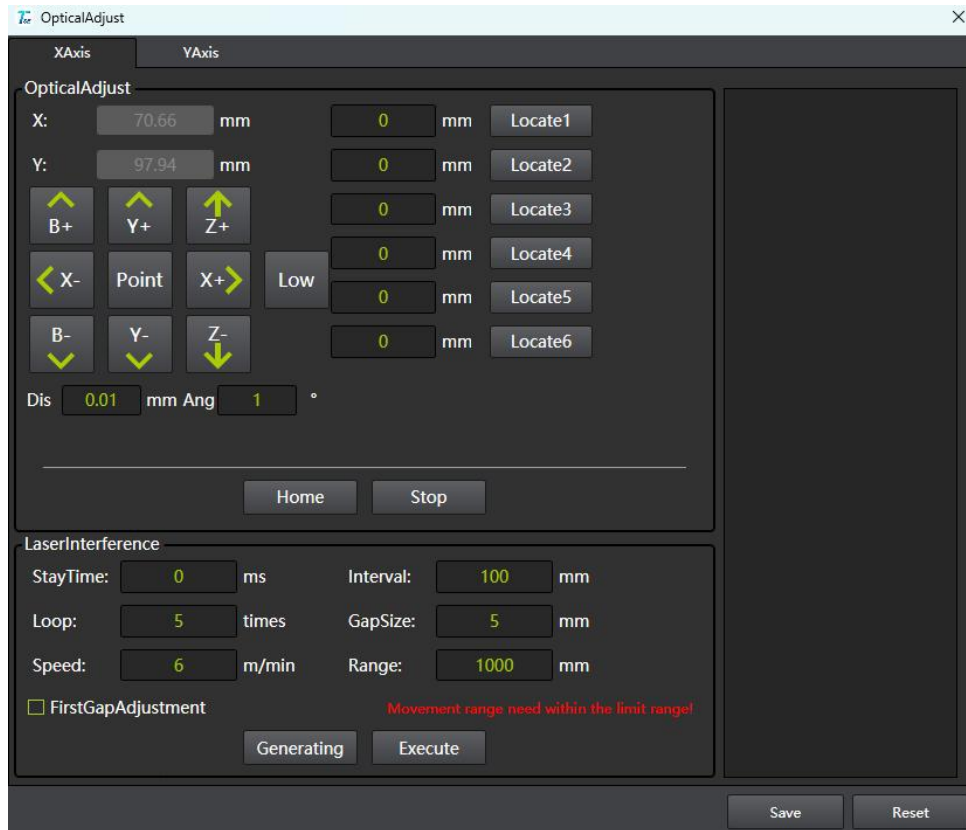 OpticalAdjust
XAxis YAxis
OpticalAdjust
X: 70.66 mm 0 mm Locate1
Y: 97.94 mm 0 mm Locate2
B+ Y+ Z+ 0 mm Locate3
0 mm Locate4
X- Point X+ Low
0 mm Locate5
B- Y- Z- 0 mm Locate6
Dis 0.01 mm Ang 1 °
Home Stop
LaserInterference
StayTime: 0 ms Interval: 100 mm
Loop: 5 times GapSize: 5 mm
Speed: 6 m/min Range: 1000 mm
FirstGapAdjustment Movement range need within the limit range!
Generating Execute
Save Reset